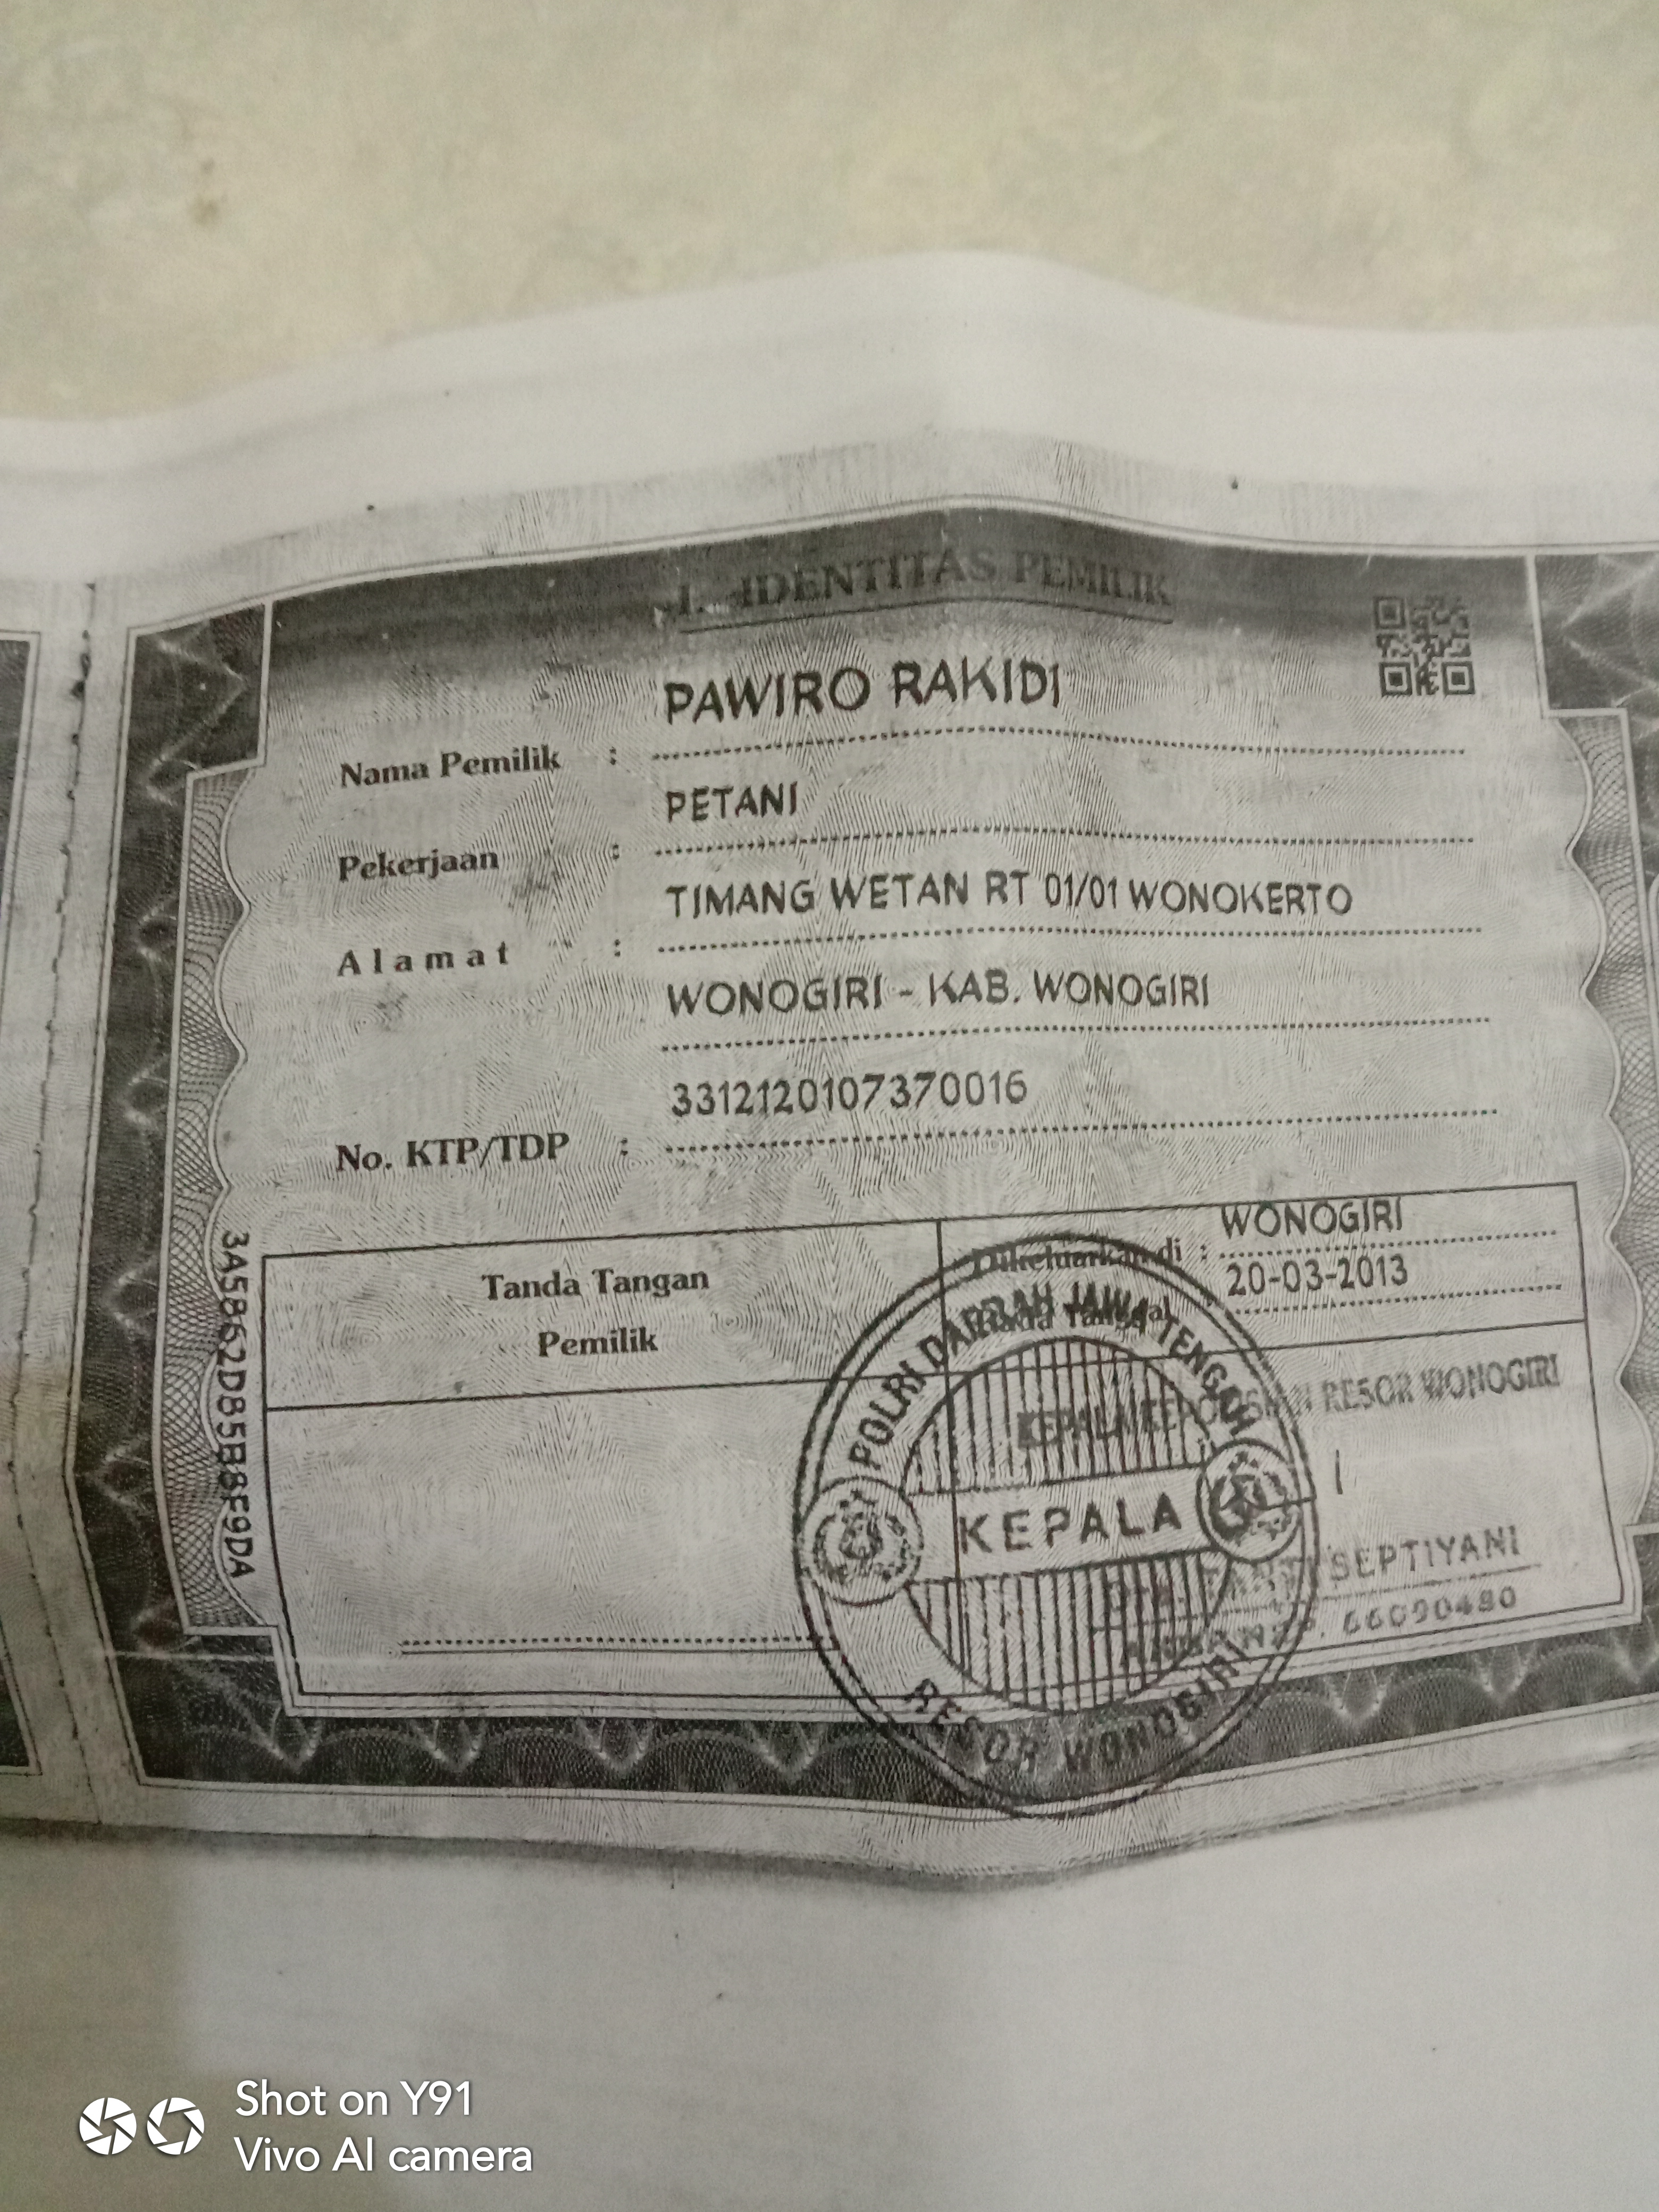 I. IDENTITAS PEMILIK
PAWIRO RAKIDI
Nama Pemilik :
PETANI
Pekerjaan :
TIMANG WETAN RT 01/01 WONOKERTO
Alamat :
WONOGIRI - KAB. WONOGIRI
3312120107370016
No. KTP/TDP :
Tanda Tangan
Pemilik
Dikeluarkan di : WONOGIRI
Pada Tanggal 20-03-2013
KEPALA KEPOLISIAN RESOR WONOGIRI
POLRI DAERAH JAWA TENGAH
KEPALA
RESOR WONOGIRI
SEPTIYANI
66090480
3A5862D85B8F9DA
Shot on Y91
Vivo AI camera